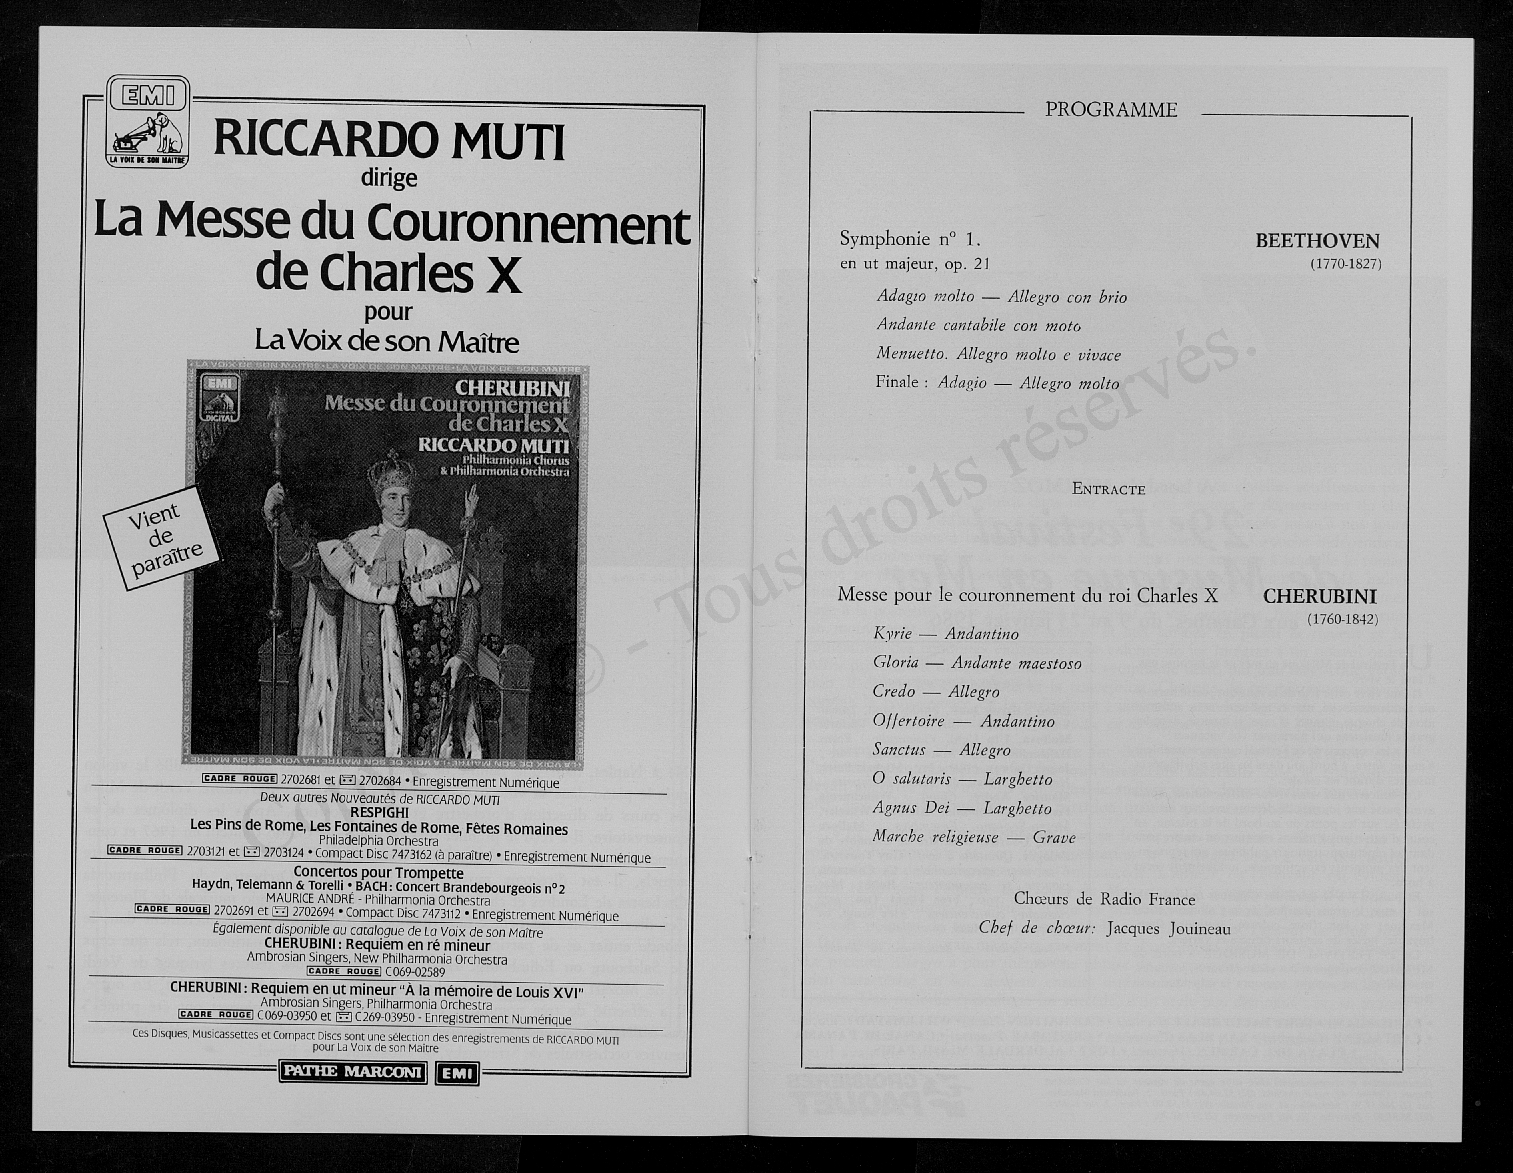 EMI
LA VOIX DE SON MAITRE
RICCARDO MUTI
dirige
La Messe du Couronnement
de Charles X
pour
La Voix de son Maître
EMI
DIGITAL
CHERUBINI
Messe du Couronnement
de Charles X
RICCARDO MUTI
Philharmonia Chorus
& Philharmonia Orchestra
Vient
de
paraître
CADRE ROUGE 2702681 et 2702684 • Enregistrement Numérique
Deux autres Nouveautés de RICCARDO MUTI
RESPIGHI
Les Pins de Rome, Les Fontaines de Rome, Fêtes Romaines
Philadelphia Orchestra
CADRE ROUGE 2703121 et 2703124 • Compact Disc 7473162 (à paraître) • Enregistrement Numérique
Concertos pour Trompette
Haydn, Telemann & Torelli • BACH : Concert Brandebourgeois n° 2
MAURICE ANDRÉ - Philharmonia Orchestra
CADRE ROUGE 2702691 et 2702694 • Compact Disc 7473112 • Enregistrement Numérique
Également disponible au catalogue de La Voix de son Maître
CHERUBINI : Requiem en ré mineur
Ambrosian Singers, New Philharmonia Orchestra
CADRE ROUGE C 069-02589
CHERUBINI : Requiem en ut mineur "À la mémoire de Louis XVI"
Ambrosian Singers, Philharmonia Orchestra
CADRE ROUGE C 069-03950 et C 269-03950 - Enregistrement Numérique
Ces Disques, Musicassettes et Compact Discs sont une sélection des enregistrements de RICCARDO MUTI
pour La Voix de son Maître
PATHE MARCONI EMI
PROGRAMME
Symphonie n° 1. BEETHOVEN
en ut majeur, op. 21 (1770-1827)
Adagio molto — Allegro con brio
Andante cantabile con moto
Menuetto. Allegro molto e vivace
Finale : Adagio — Allegro molto
ENTRACTE
Messe pour le couronnement du roi Charles X CHERUBINI
(1760-1842)
Kyrie — Andantino
Gloria — Andante maestoso
Credo — Allegro
Offertoire — Andantino
Sanctus — Allegro
O salutaris — Larghetto
Agnus Dei — Larghetto
Marche religieuse — Grave
Chœurs de Radio France
Chef de chœur: Jacques Jouineau
© - Tous droits réservés.